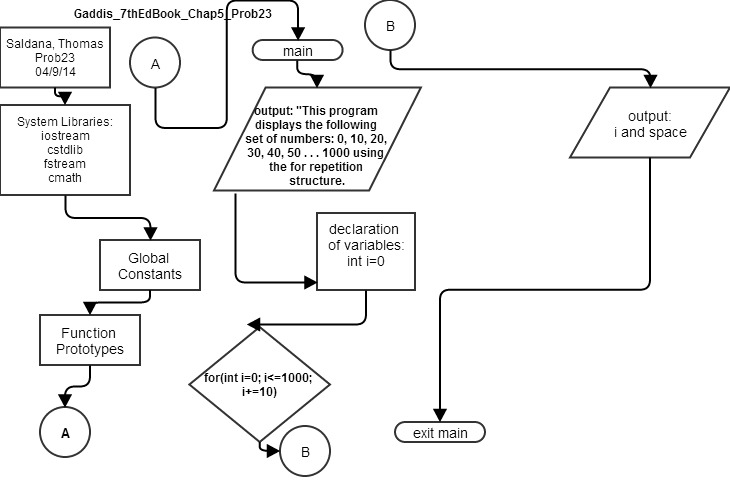 Gaddis_7thEdBook_Chap5_Prob23
Saldana, Thomas
Prob23
04/9/14
System Libraries:
iostream
cstdlib
fstream
cmath
Global
Constants
Function
Prototypes
A
A
main
output: "This program
displays the following
set of numbers: 0, 10, 20,
30, 40, 50 . . . 1000 using
the for repetition
structure.
declaration
of variables:
int i=0
for(int i=0; i<=1000;
i+=10)
B
B
output:
i and space
exit main